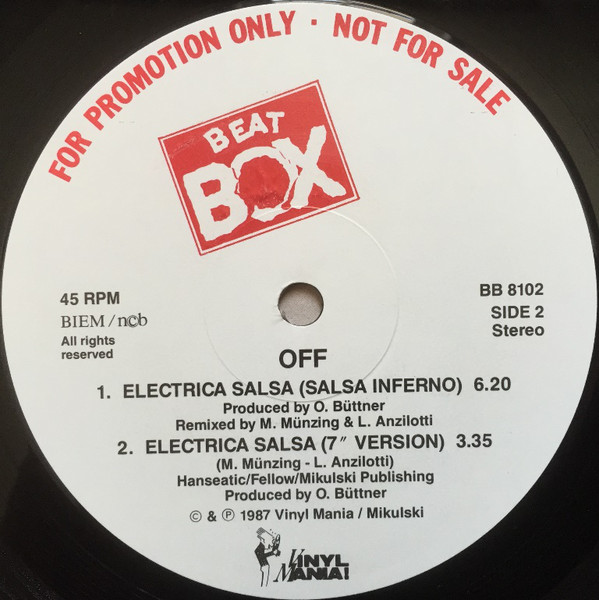 FOR PROMOTION ONLY · NOT FOR SALE
BEAT
BOX
45 RPM
BIEM / ncb
All rights
reserved
BB 8102
SIDE 2
Stereo
OFF
1. ELECTRICA SALSA (SALSA INFERNO) 6.20
Produced by O. Büttner
Remixed by M. Münzing & L. Anzilotti
2. ELECTRICA SALSA (7″ VERSION) 3.35
(M. Münzing - L. Anzilotti)
Hanseatic/Fellow/Mikulski Publishing
Produced by O. Büttner
© & ℗ 1987 Vinyl Mania / Mikulski
VINYL
MANIA!